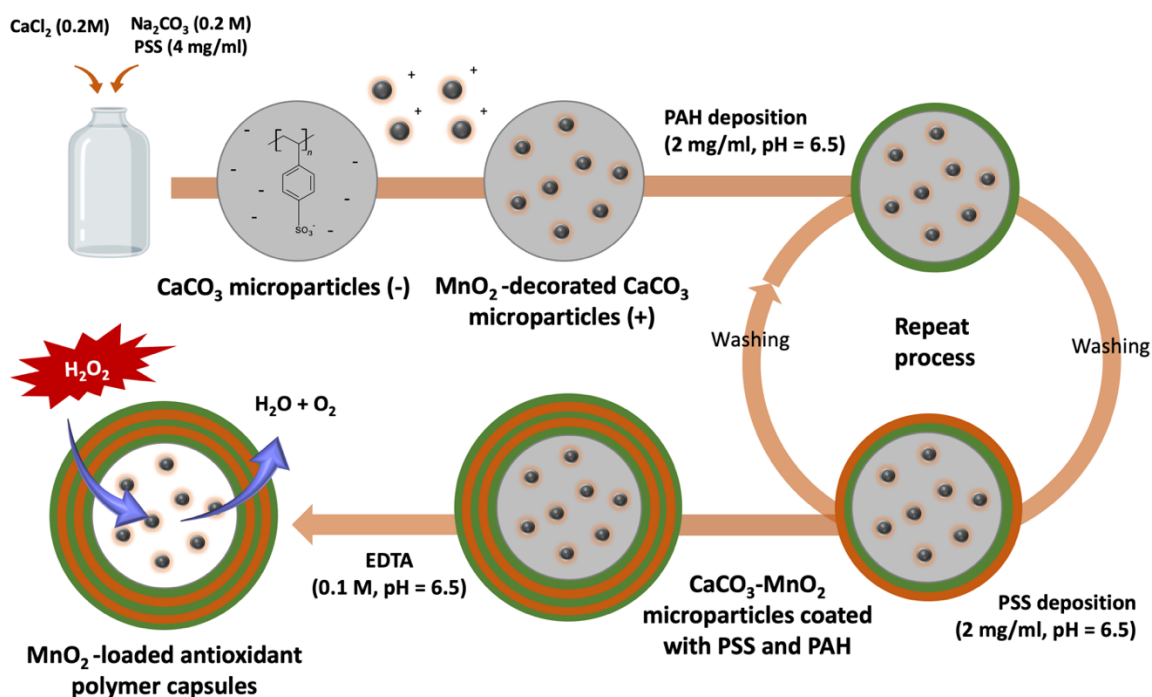 CaCl₂ (0.2M)
Na₂CO₃ (0.2 M)
PSS (4 mg/ml)
n
SO₃⁻
- - - - - - - -
+ + + +
CaCO₃ microparticles (-)
MnO₂-decorated CaCO₃
microparticles (+)
PAH deposition
(2 mg/ml, pH = 6.5)
Washing
Repeat
process
Washing
PSS deposition
(2 mg/ml, pH = 6.5)
CaCO₃-MnO₂
microparticles coated
with PSS and PAH
EDTA
(0.1 M, pH = 6.5)
H₂O₂
H₂O + O₂
MnO₂-loaded antioxidant
polymer capsules